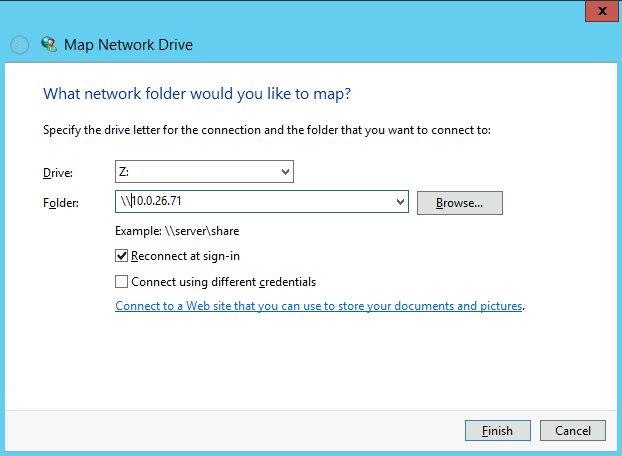 x
Map Network Drive
What network folder would you like to map?
Specify the drive letter for the connection and the folder that you want to connect to:
Drive: Z:
Folder: \\10.0.26.71 Browse...
Example: \\server\share
Reconnect at sign-in
Connect using different credentials
Connect to a Web site that you can use to store your documents and pictures.
Finish Cancel